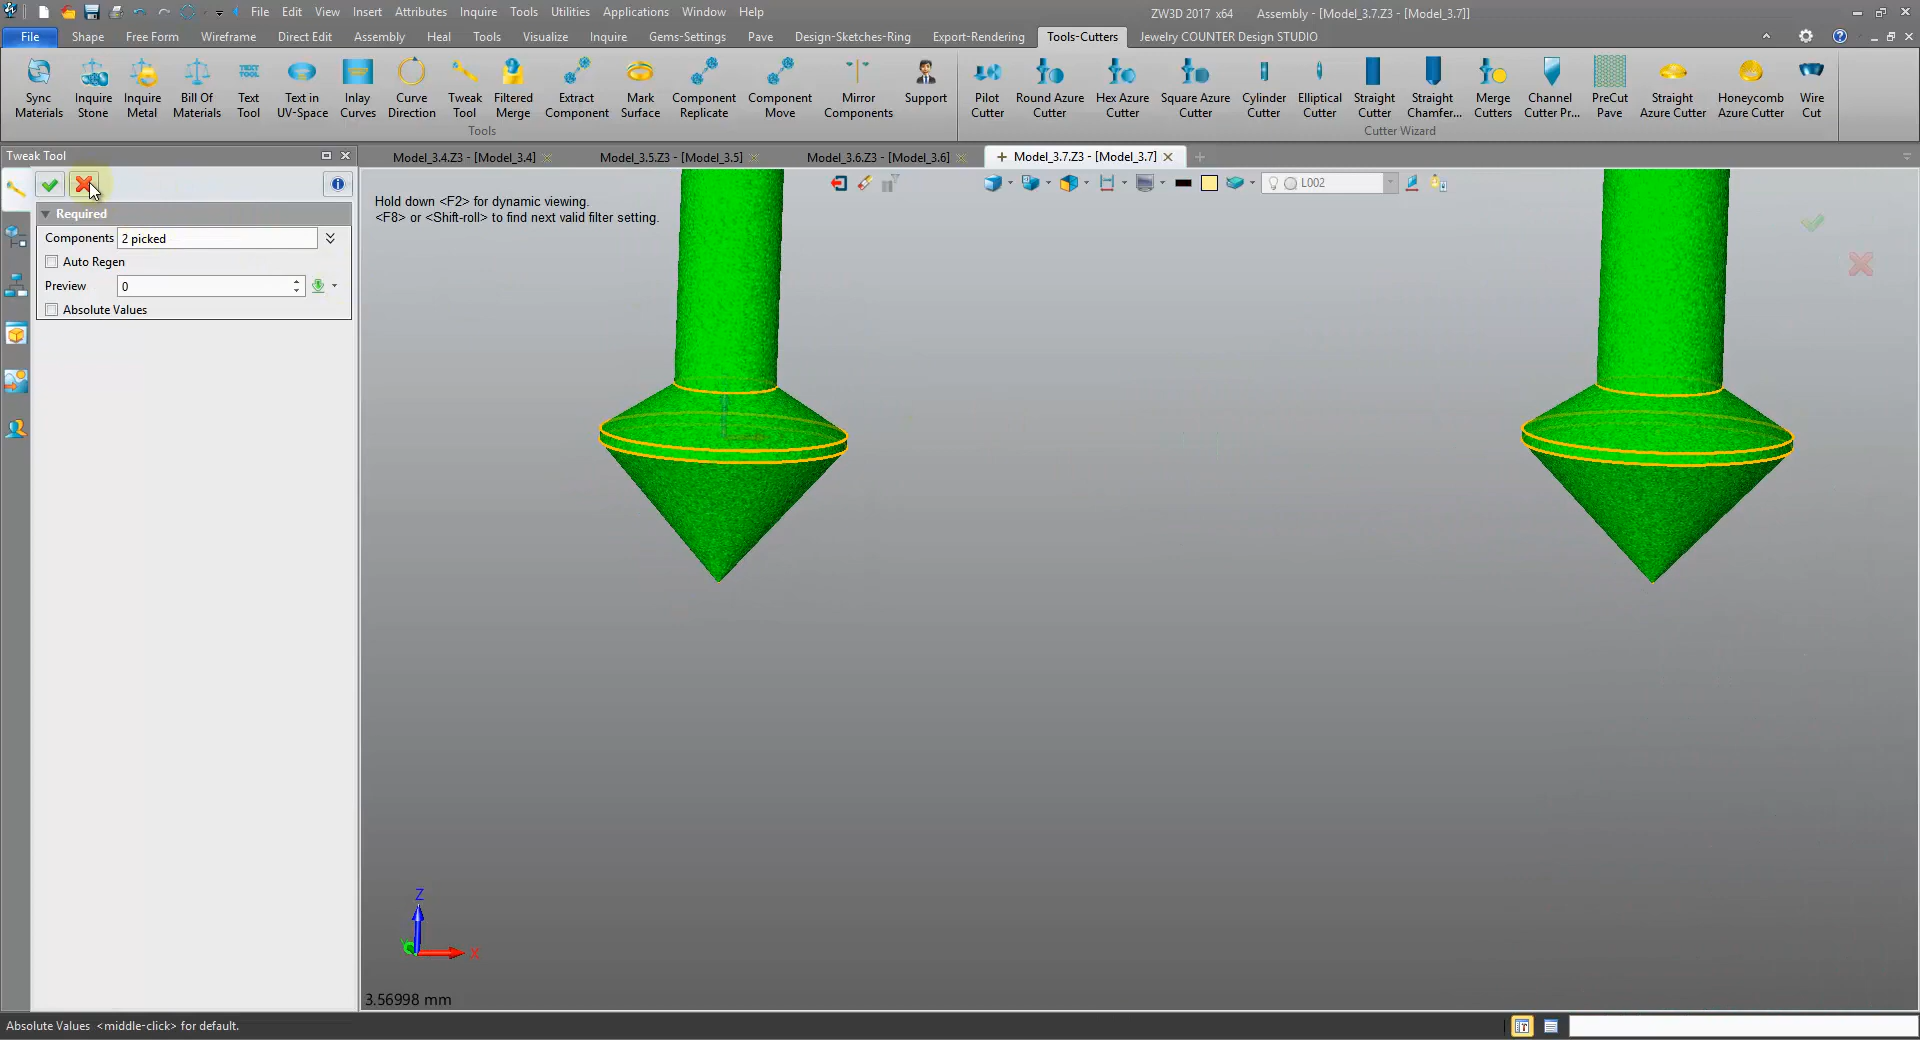 File Edit View Insert Attributes Inquire Tools Utilities Applications Window Help ZW3D 2017 x64 Assembly - [Model_3.7.Z3 - [Model_3.7]]
File Shape Free Form Wireframe Direct Edit Assembly Heal Tools Visualize Inquire Gems-Settings Pave Design-Sketches-Ring Export-Rendering Tools-Cutters Jewelry COUNTER Design STUDIO
TEXT TOOL
Sync Inquire Inquire Bill Of Text Text in Inlay Curve Tweak Filtered Extract Mark Component Component Mirror Support Pilot Round Azure Hex Azure Square Azure Cylinder Elliptical Straight Straight Merge Channel PreCut Straight Honeycomb Wire
Materials Stone Metal Materials Tool UV-Space Curves Direction Tool Merge Component Surface Replicate Move Components Cutter Cutter Cutter Cutter Cutter Cutter Cutter Chamfer... Cutters Cutter Pr... Pave Azure Cutter Azure Cutter Cut
Tools Cutter Wizard
Tweak Tool Model_3.4.Z3 - [Model_3.4] Model_3.5.Z3 - [Model_3.5] Model_3.6.Z3 - [Model_3.6] Model_3.7.Z3 - [Model_3.7]
L002
Hold down <F2> for dynamic viewing.
<F8> or <Shift-roll> to find next valid filter setting.
Required
Components 2 picked
Auto Regen
Preview 0
Absolute Values
Z
X
3.56998 mm
Absolute Values <middle-click> for default.